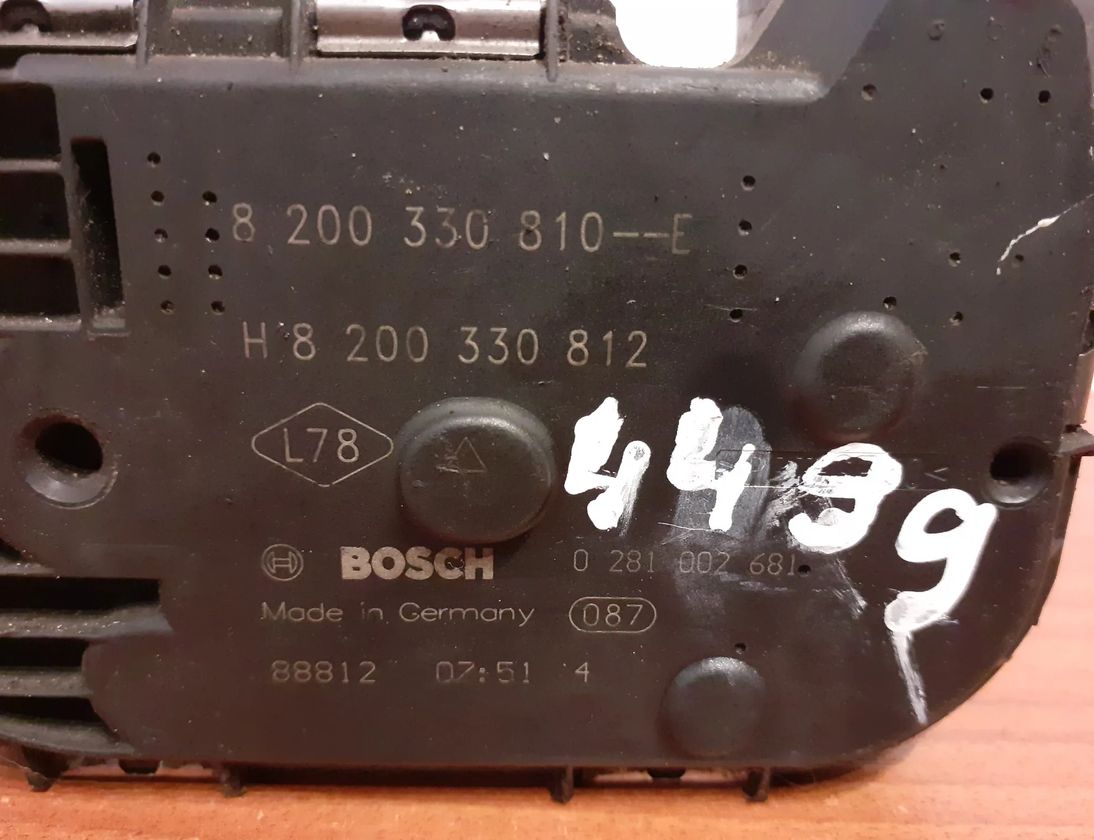 8 200 330 810--E
H 8 200 330 812
L78
4499
BOSCH 0 281 002 681
Made in Germany 087
88812 07:51 4